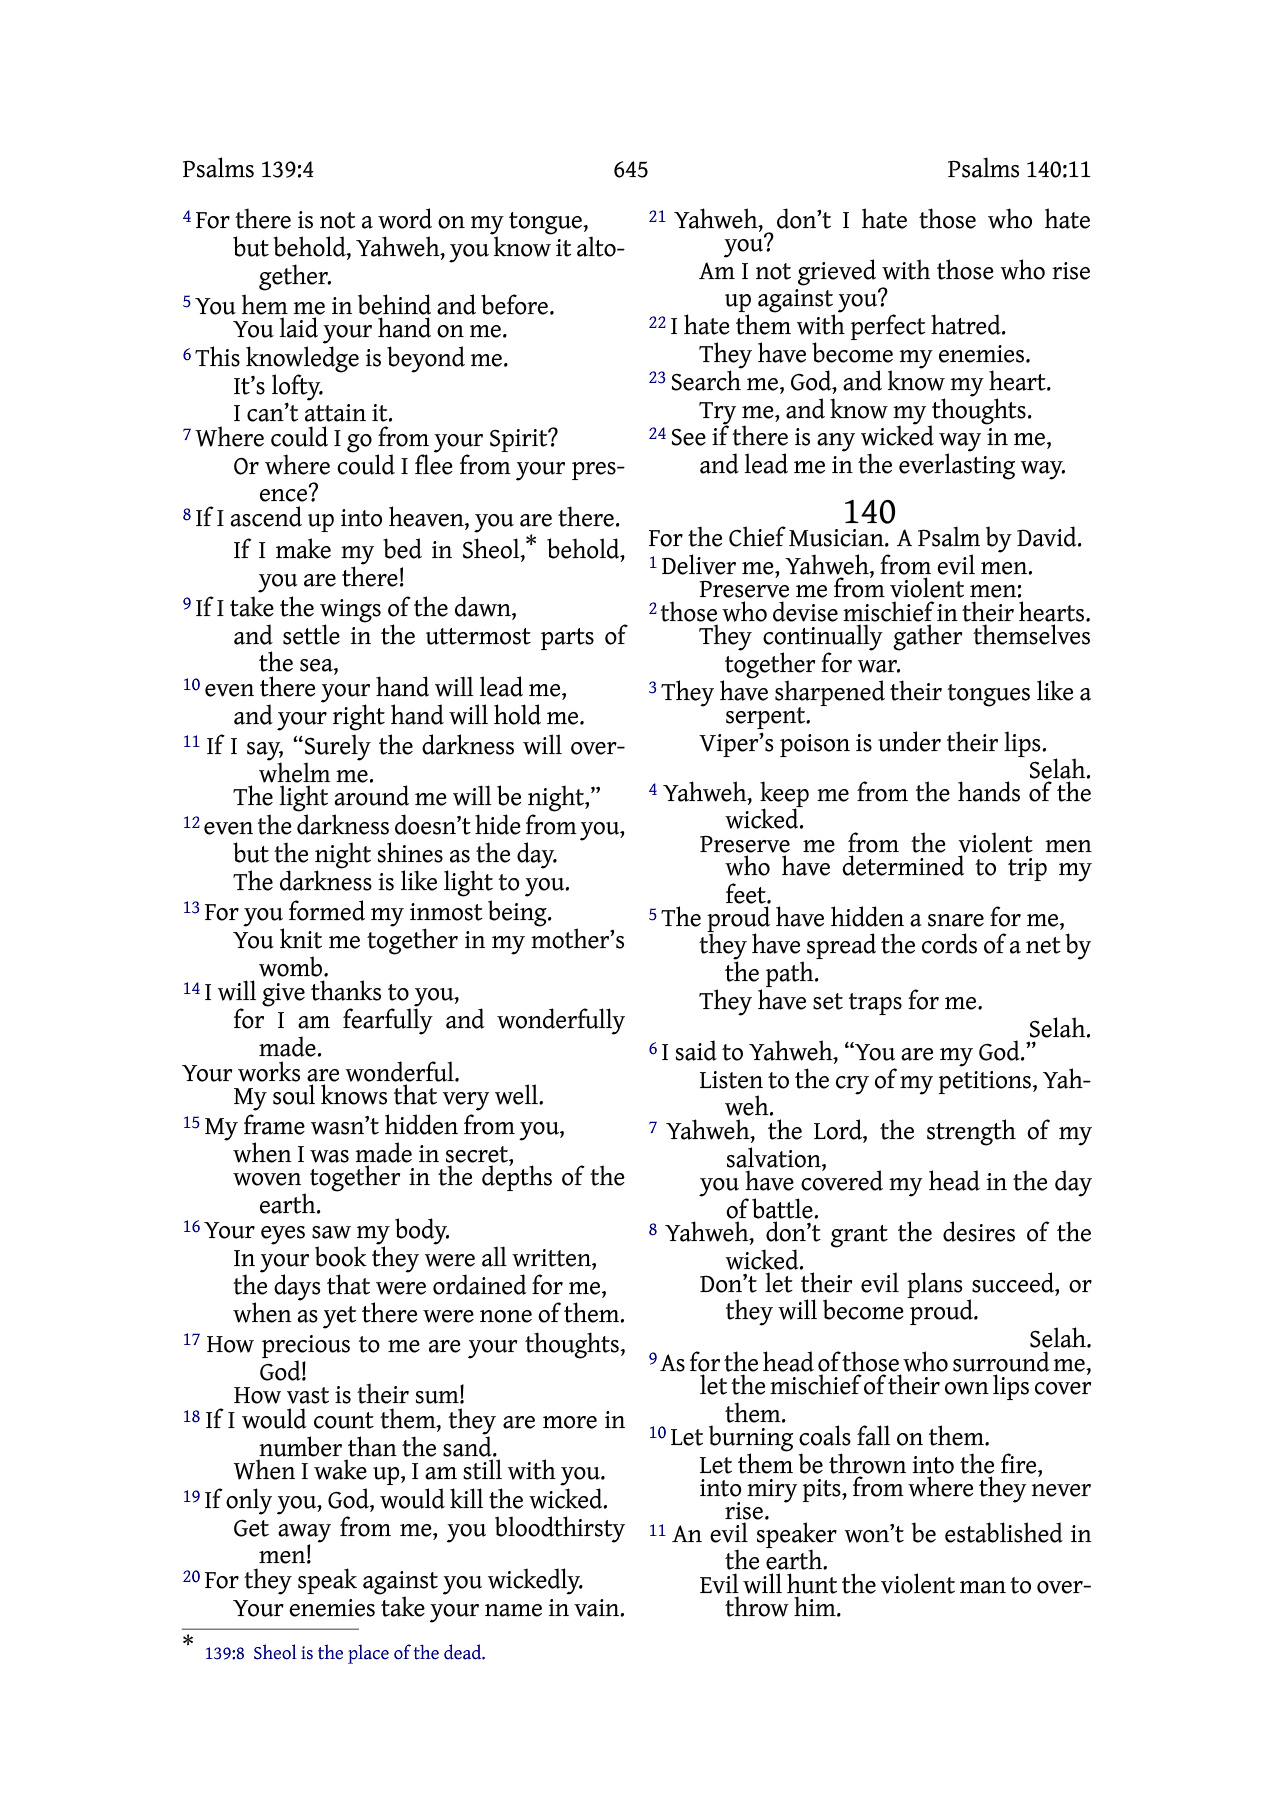 Psalms 139:4 645 Psalms 140:11
4 For there is not a word on my tongue,
but behold, Yahweh, you know it alto-
gether.
5 You hem me in behind and before.
You laid your hand on me.
6 This knowledge is beyond me.
It’s lofty.
I can’t attain it.
7 Where could I go from your Spirit?
Or where could I flee from your pres-
ence?
8 If I ascend up into heaven, you are there.
If I make my bed in Sheol,* behold,
you are there!
9 If I take the wings of the dawn,
and settle in the uttermost parts of
the sea,
10 even there your hand will lead me,
and your right hand will hold me.
11 If I say, “Surely the darkness will over-
whelm me.
The light around me will be night,”
12 even the darkness doesn’t hide from you,
but the night shines as the day.
The darkness is like light to you.
13 For you formed my inmost being.
You knit me together in my mother’s
womb.
14 I will give thanks to you,
for I am fearfully and wonderfully
made.
Your works are wonderful.
My soul knows that very well.
15 My frame wasn’t hidden from you,
when I was made in secret,
woven together in the depths of the
earth.
16 Your eyes saw my body.
In your book they were all written,
the days that were ordained for me,
when as yet there were none of them.
17 How precious to me are your thoughts,
God!
How vast is their sum!
18 If I would count them, they are more in
number than the sand.
When I wake up, I am still with you.
19 If only you, God, would kill the wicked.
Get away from me, you bloodthirsty
men!
20 For they speak against you wickedly.
Your enemies take your name in vain.
21 Yahweh, don’t I hate those who hate
you?
Am I not grieved with those who rise
up against you?
22 I hate them with perfect hatred.
They have become my enemies.
23 Search me, God, and know my heart.
Try me, and know my thoughts.
24 See if there is any wicked way in me,
and lead me in the everlasting way.
140
For the Chief Musician. A Psalm by David.
1 Deliver me, Yahweh, from evil men.
Preserve me from violent men:
2 those who devise mischief in their hearts.
They continually gather themselves
together for war.
3 They have sharpened their tongues like a
serpent.
Viper’s poison is under their lips.
Selah.
4 Yahweh, keep me from the hands of the
wicked.
Preserve me from the violent men
who have determined to trip my
feet.
5 The proud have hidden a snare for me,
they have spread the cords of a net by
the path.
They have set traps for me.
Selah.
6 I said to Yahweh, “You are my God.”
Listen to the cry of my petitions, Yah-
weh.
7 Yahweh, the Lord, the strength of my
salvation,
you have covered my head in the day
of battle.
8 Yahweh, don’t grant the desires of the
wicked.
Don’t let their evil plans succeed, or
they will become proud.
Selah.
9 As for the head of those who surround me,
let the mischief of their own lips cover
them.
10 Let burning coals fall on them.
Let them be thrown into the fire,
into miry pits, from where they never
rise.
11 An evil speaker won’t be established in
the earth.
Evil will hunt the violent man to over-
throw him.
* 139:8 Sheol is the place of the dead.